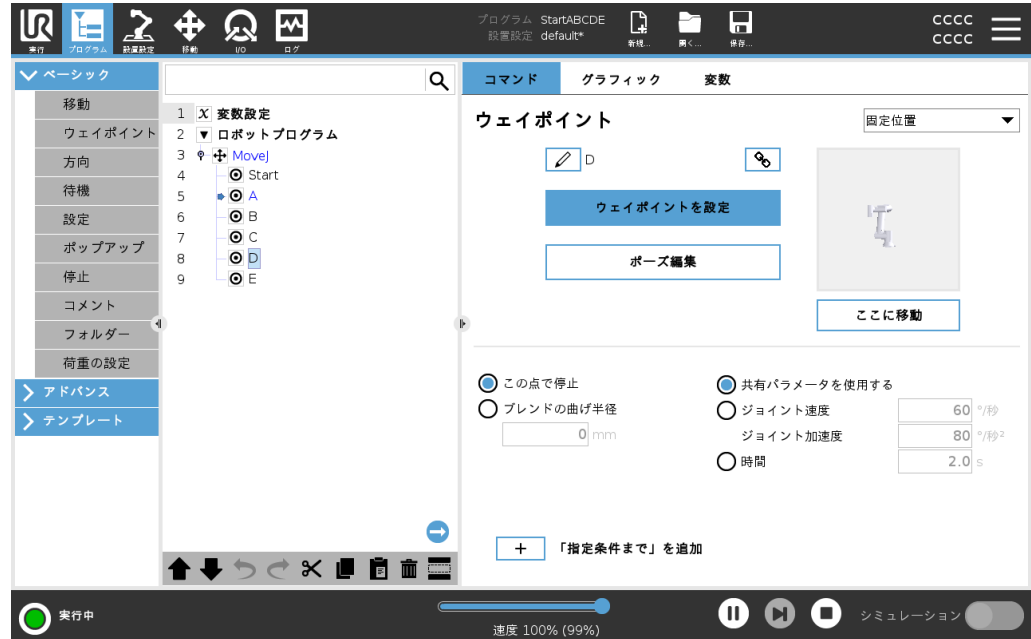 UR
実行
プログラム
設置設定
移動
I/O
ログ
プログラム StartABCDE
設置設定 default*
新規...
開く...
保存...
CCCC
CCCC
ベーシック
移動
ウェイポイント
方向
待機
設定
ポップアップ
停止
コメント
フォルダー
荷重の設定
アドバンス
テンプレート
1 X 変数設定
2 ▼ ロボットプログラム
3 MoveJ
4 Start
5 A
6 B
7 C
8 D
9 E
コマンド グラフィック 変数
ウェイポイント
固定位置
D
ウェイポイントを設定
ポーズ編集
ここに移動
この点で停止
ブレンドの曲げ半径
0 mm
共有パラメータを使用する
ジョイント速度 60 °/秒
ジョイント加速度 80 °/秒²
時間 2.0 s
+ 「指定条件まで」を追加
実行中
速度 100% (99%)
シミュレーション